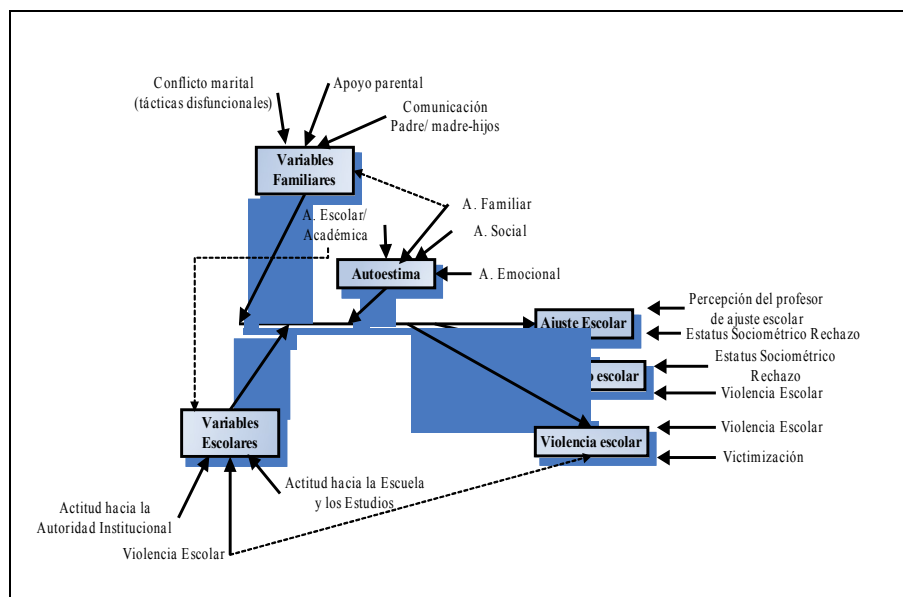 Conflicto marital
(tácticas disfuncionales)
Apoyo parental
Comunicación
Padre/ madre-hijos
Variables
Familiares
A. Escolar/
Académica
A. Familiar
A. Social
Autoestima
A. Emocional
Ajuste Escolar
Percepción del profesor
de ajuste escolar
Estatus Sociométrico Rechazo
o escolar
Estatus Sociométrico
Rechazo
Violencia Escolar
Variables
Escolares
Violencia escolar
Violencia Escolar
Victimización
Actitud hacia la
Autoridad Institucional
Actitud hacia la Escuela
y los Estudios
Violencia Escolar